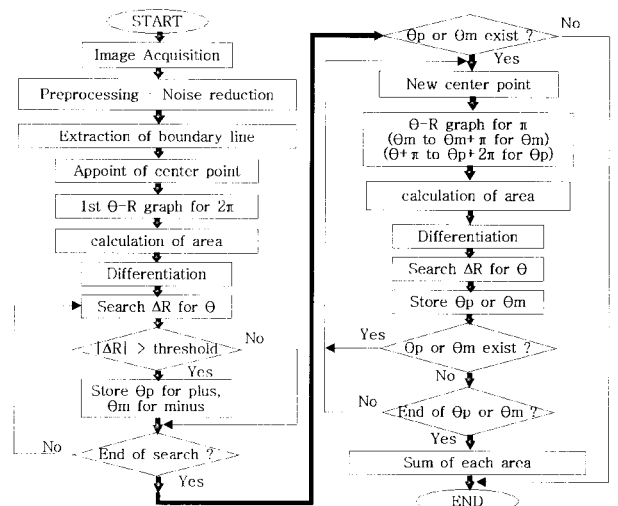 START
Image Acquisition
Preprocessing - Noise reduction
Extraction of boundary line
Appoint of center point
1st Θ-R graph for 2π
calculation of area
Differentiation
Search ΔR for Θ
|ΔR| > threshold
No
Yes
Store Θp for plus,
Θm for minus
No
End of search ?
Yes
Θp or Θm exist ?
No
Yes
New center point
Θ-R graph for π
(Θm to Θm+π for Θm)
(Θ+π to Θp+2π for Θp)
calculation of area
Differentiation
Search ΔR for Θ
Store Θp or Θm
Yes
Θp or Θm exist ?
No
No
End of Θp or Θm ?
Yes
Sum of each area
END